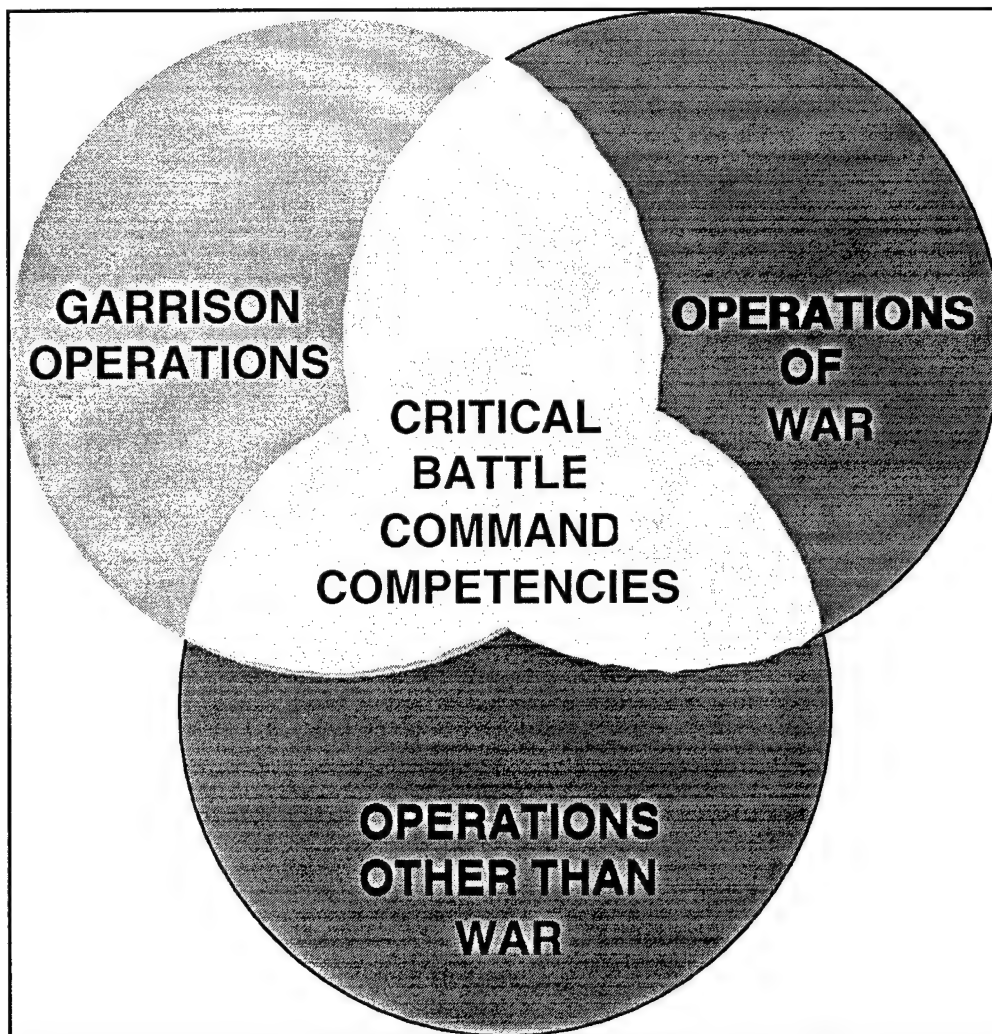 GARRISON
OPERATIONS
OPERATIONS
OF
WAR
CRITICAL
BATTLE
COMMAND
COMPETENCIES
OPERATIONS
OTHER THAN
WAR